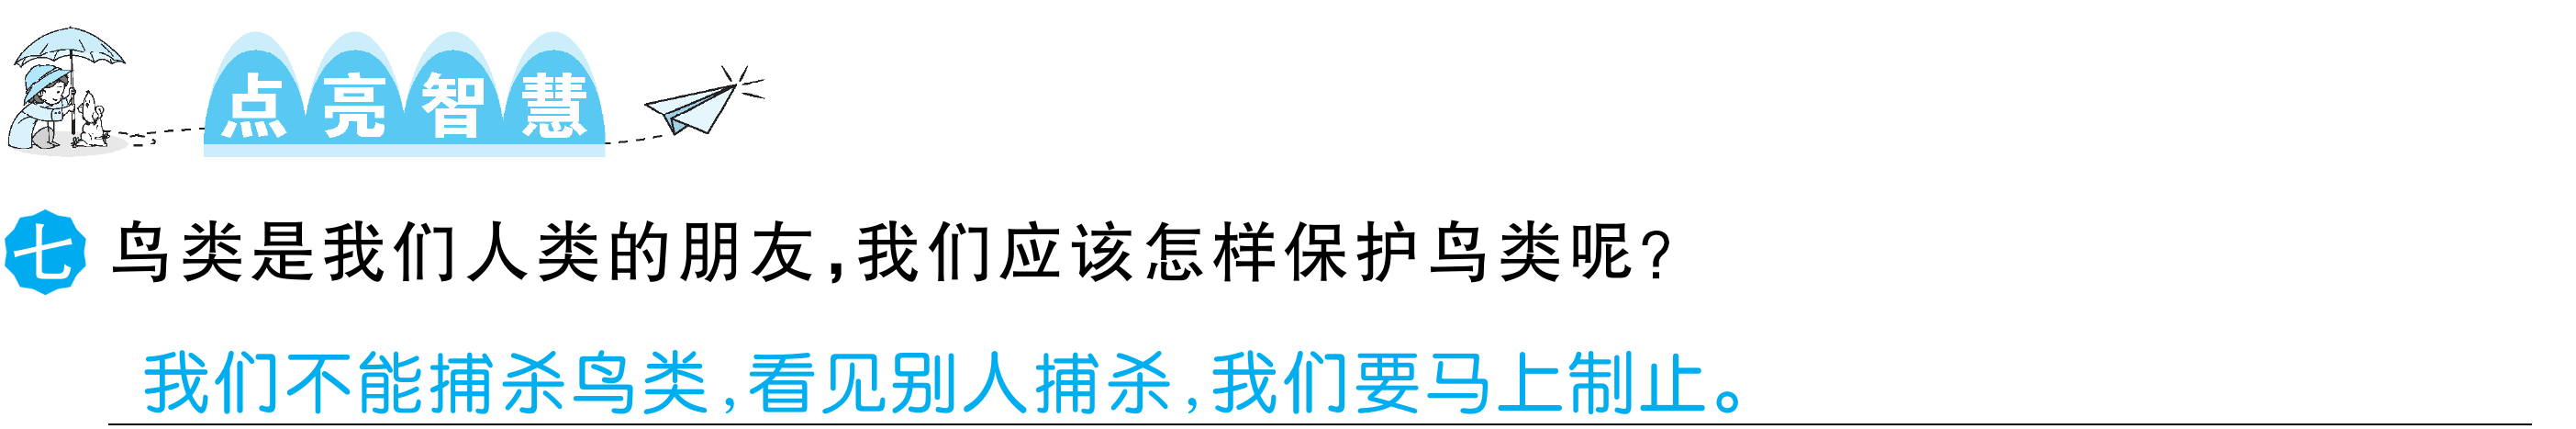 点亮智慧
七 鸟类是我们人类的朋友,我们应该怎样保护鸟类呢?
我们不能捕杀鸟类,看见别人捕杀,我们要马上制止。